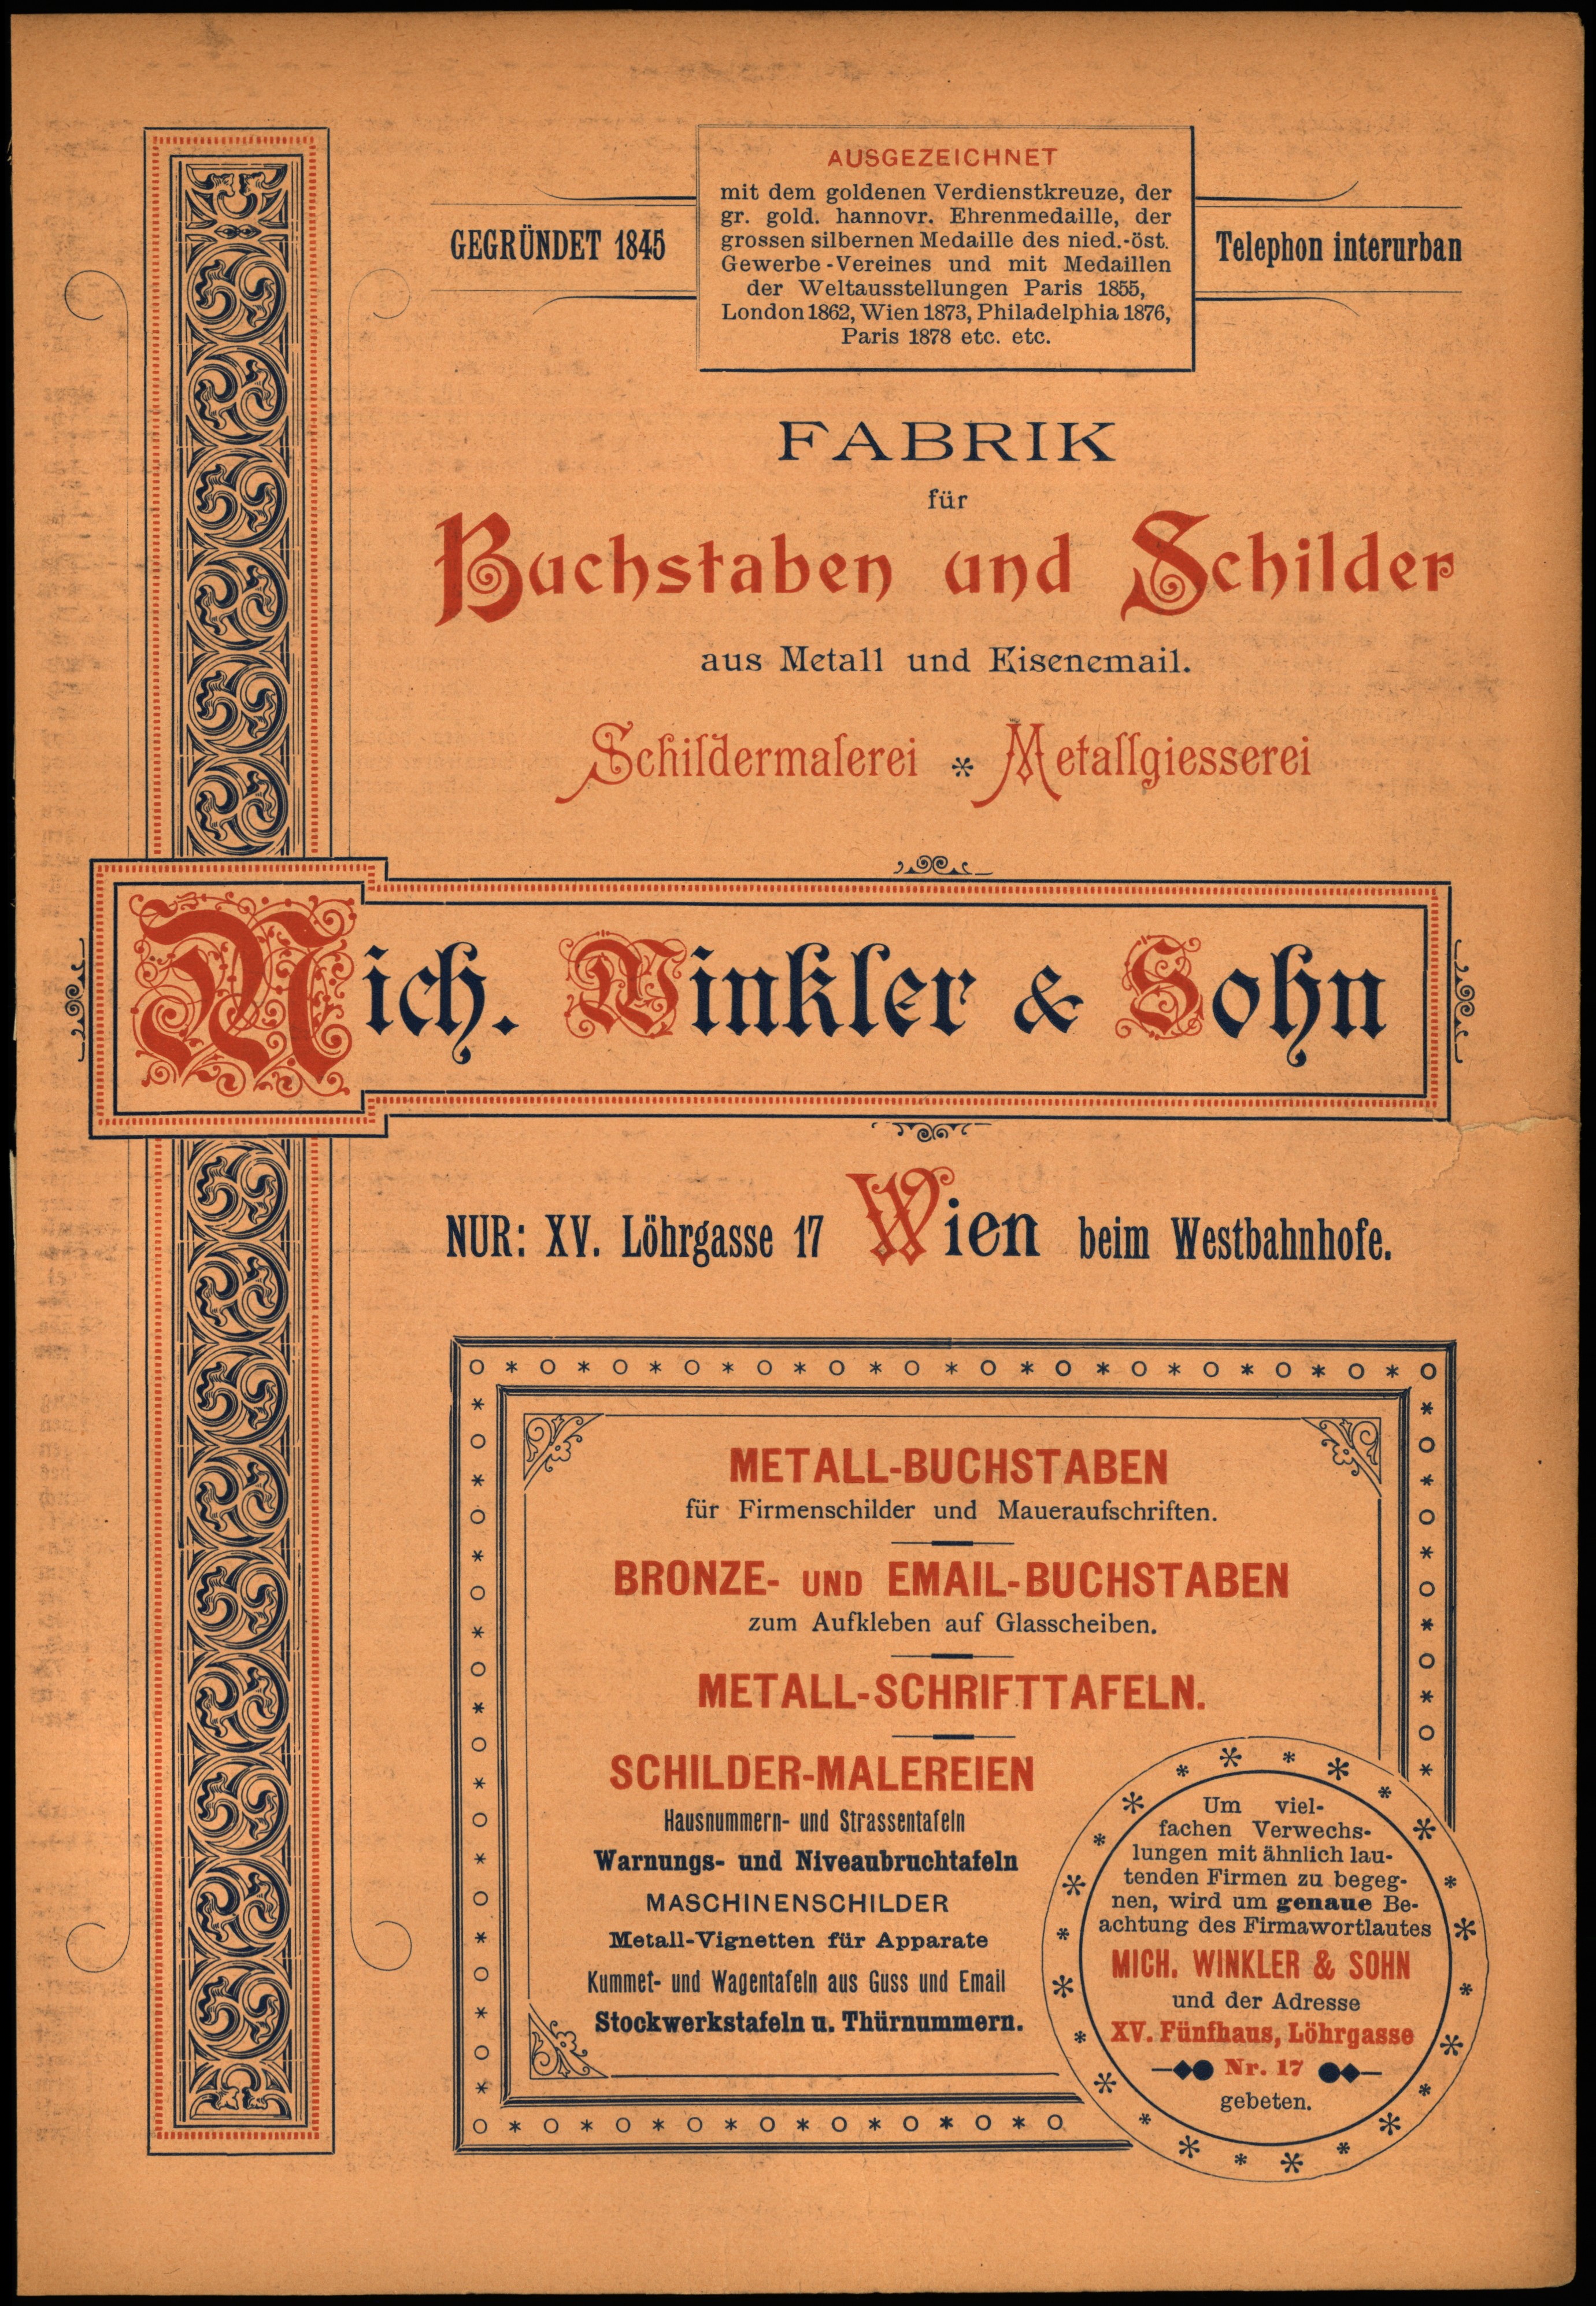 AUSGEZEICHNET
mit dem goldenen Verdienstkreuze, der
gr. gold. hannovr. Ehrenmedaille, der
grossen silbernen Medaille des nied.-öst.
Gewerbe-Vereines und mit Medaillen
der Weltausstellungen Paris 1855,
London 1862, Wien 1873, Philadelphia 1876,
Paris 1878 etc. etc.
GEGRÜNDET 1845
Telephon interurban
FABRIK
für
Buchstaben und Schilder
aus Metall und Eisenemail.
Schildermalerei * Metallgiesserei
Mich. Winkler & Sohn
NUR: XV. Löhrgasse 17 Wien beim Westbahnhofe.
METALL-BUCHSTABEN
für Firmenschilder und Maueraufschriften.
BRONZE- UND EMAIL-BUCHSTABEN
zum Aufkleben auf Glasscheiben.
METALL-SCHRIFTTAFELN.
SCHILDER-MALEREIEN
Hausnummern- und Strassentafeln
Warnungs- und Niveaubruchtafeln
MASCHINENSCHILDER
Metall-Vignetten für Apparate
Kummet- und Wagentafeln aus Guss und Email
Stockwerkstafeln u. Thürnummern.
Um viel-
fachen Verwechs-
lungen mit ähnlich lau-
tenden Firmen zu begeg-
nen, wird um genaue Be-
achtung des Firmawortlautes
MICH. WINKLER & SOHN
und der Adresse
XV. Fünfhaus, Löhrgasse
Nr. 17
gebeten.